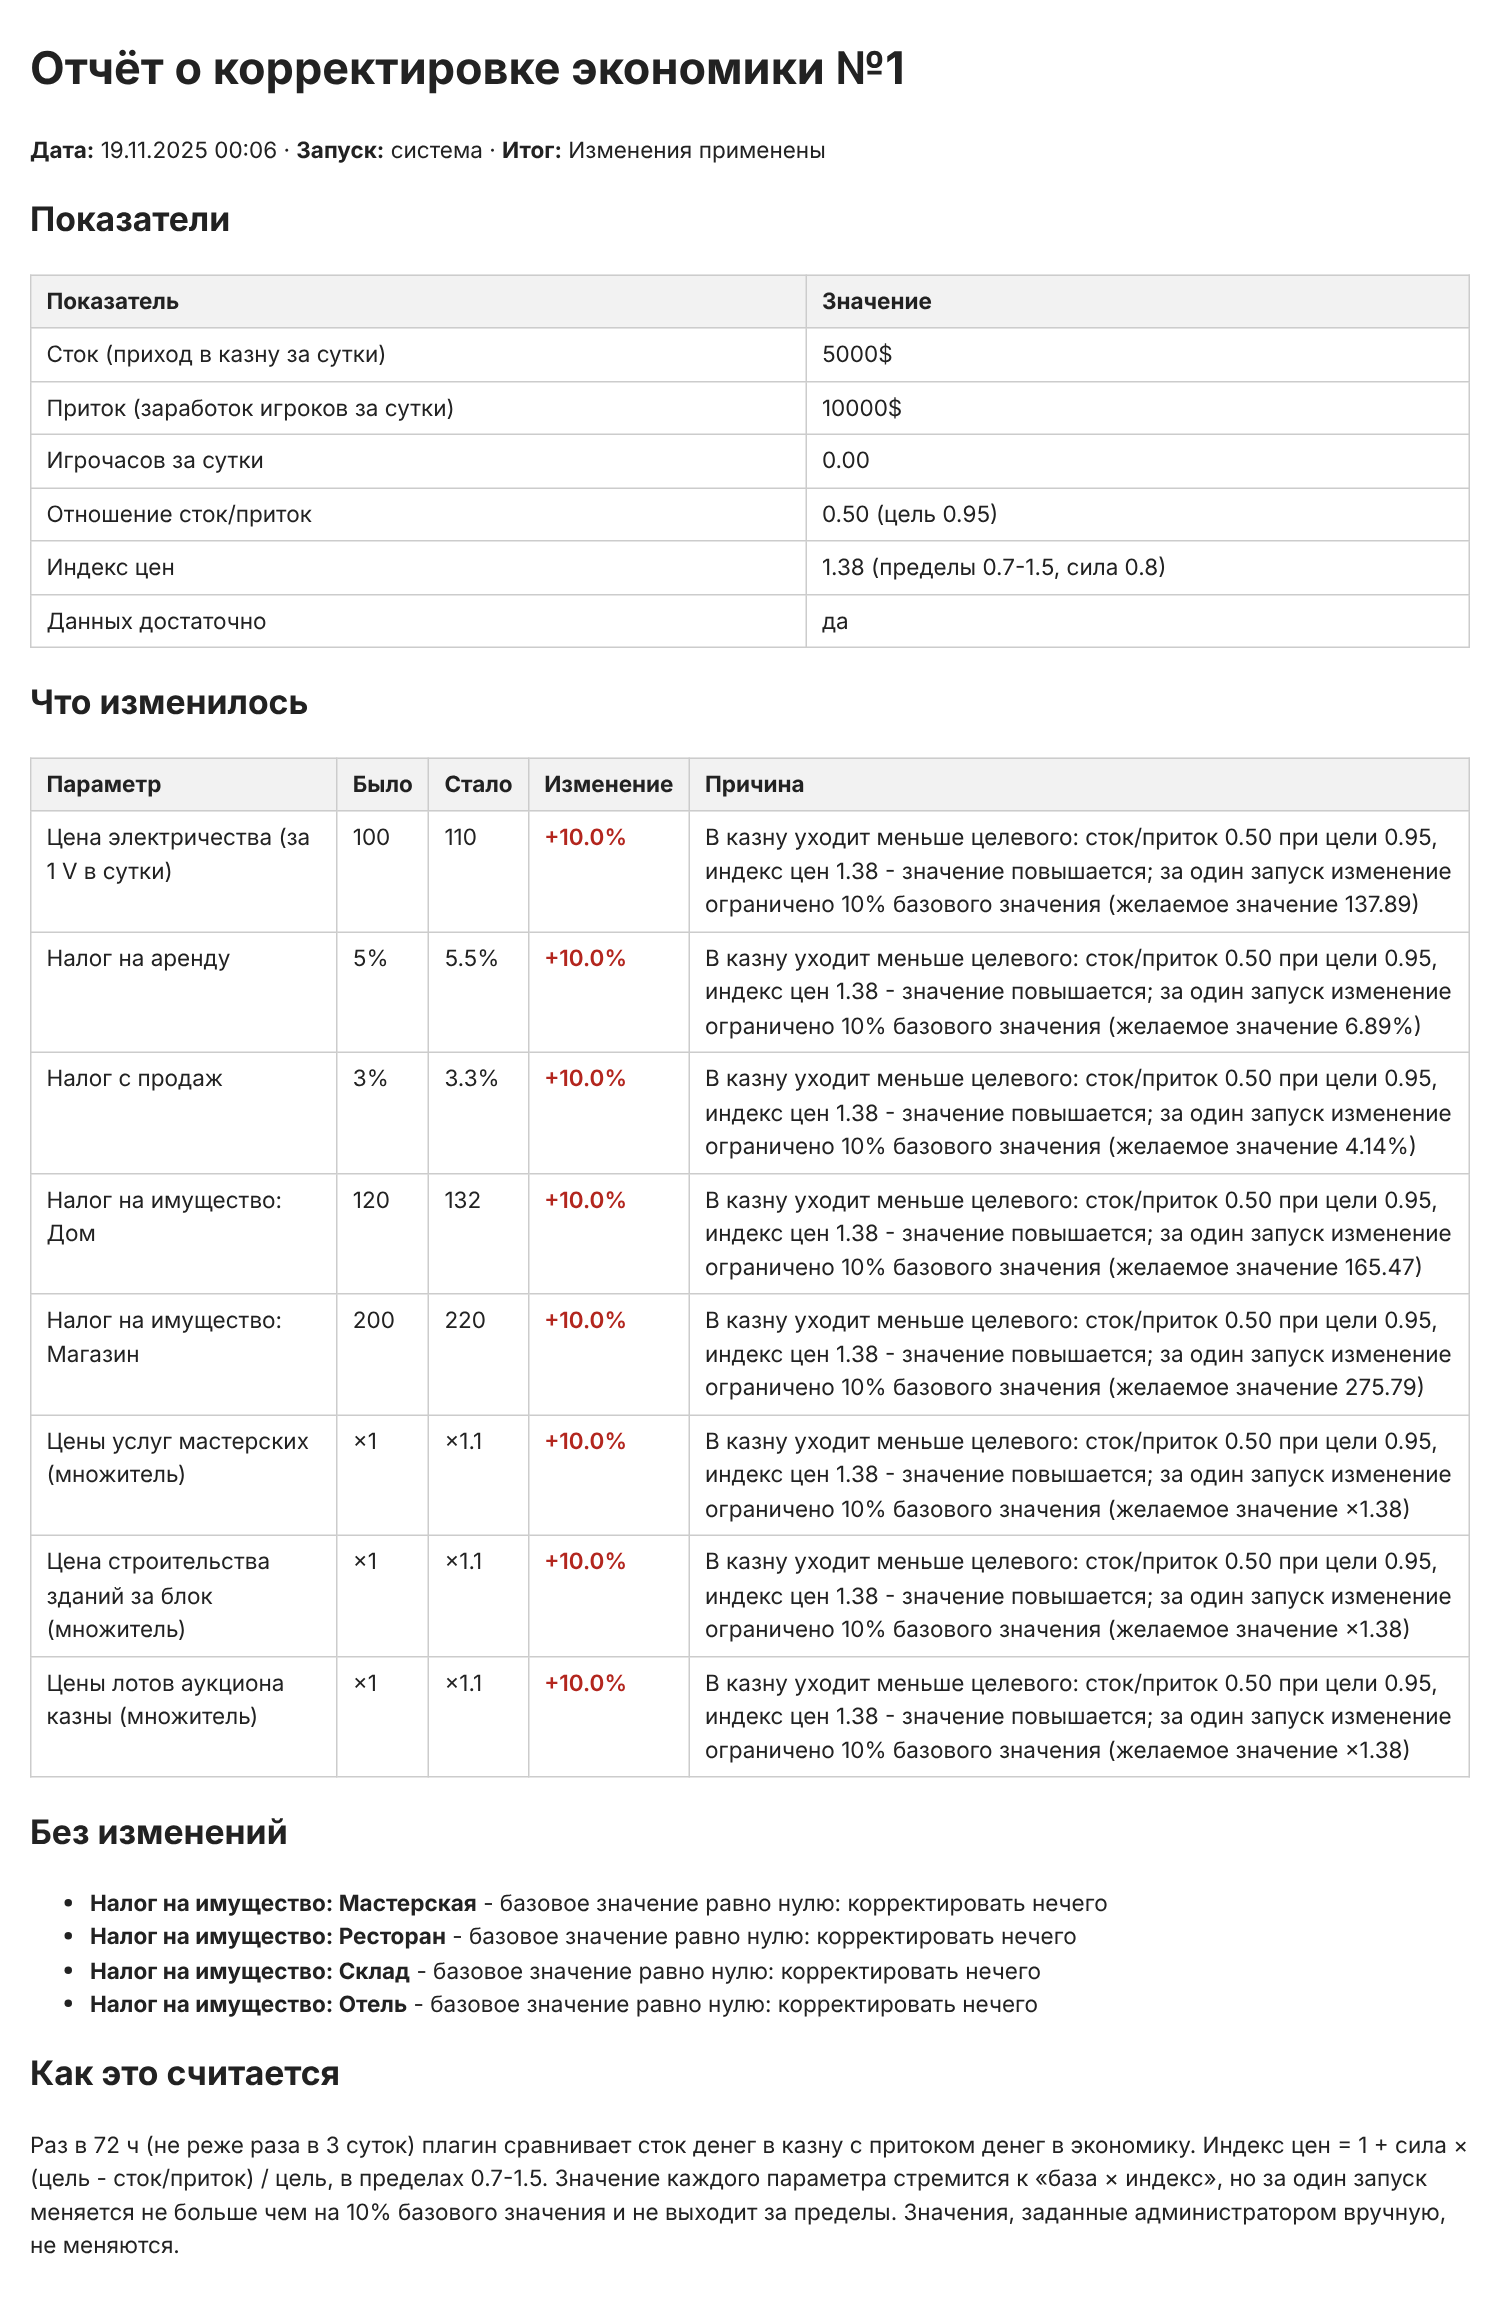 Отчёт о корректировке экономики №1
Дата: 19.11.2025 00:06 · Запуск: система · Итог: Изменения применены
Показатели
Показатель Значение
Сток (приход в казну за сутки) 5000$
Приток (заработок игроков за сутки) 10000$
Игрочасов за сутки 0.00
Отношение сток/приток 0.50 (цель 0.95)
Индекс цен 1.38 (пределы 0.7-1.5, сила 0.8)
Данных достаточно да
Что изменилось
Параметр Было Стало Изменение Причина
Цена электричества (за 100 110 +10.0% В казну уходит меньше целевого: сток/приток 0.50 при цели 0.95,
1 V в сутки) индекс цен 1.38 - значение повышается; за один запуск изменение
ограничено 10% базового значения (желаемое значение 137.89)
Налог на аренду 5% 5.5% +10.0% В казну уходит меньше целевого: сток/приток 0.50 при цели 0.95,
индекс цен 1.38 - значение повышается; за один запуск изменение
ограничено 10% базового значения (желаемое значение 6.89%)
Налог с продаж 3% 3.3% +10.0% В казну уходит меньше целевого: сток/приток 0.50 при цели 0.95,
индекс цен 1.38 - значение повышается; за один запуск изменение
ограничено 10% базового значения (желаемое значение 4.14%)
Налог на имущество: 120 132 +10.0% В казну уходит меньше целевого: сток/приток 0.50 при цели 0.95,
Дом индекс цен 1.38 - значение повышается; за один запуск изменение
ограничено 10% базового значения (желаемое значение 165.47)
Налог на имущество: 200 220 +10.0% В казну уходит меньше целевого: сток/приток 0.50 при цели 0.95,
Магазин индекс цен 1.38 - значение повышается; за один запуск изменение
ограничено 10% базового значения (желаемое значение 275.79)
Цены услуг мастерских ×1 ×1.1 +10.0% В казну уходит меньше целевого: сток/приток 0.50 при цели 0.95,
(множитель) индекс цен 1.38 - значение повышается; за один запуск изменение
ограничено 10% базового значения (желаемое значение ×1.38)
Цена строительства ×1 ×1.1 +10.0% В казну уходит меньше целевого: сток/приток 0.50 при цели 0.95,
зданий за блок индекс цен 1.38 - значение повышается; за один запуск изменение
(множитель) ограничено 10% базового значения (желаемое значение ×1.38)
Цены лотов аукциона ×1 ×1.1 +10.0% В казну уходит меньше целевого: сток/приток 0.50 при цели 0.95,
казны (множитель) индекс цен 1.38 - значение повышается; за один запуск изменение
ограничено 10% базового значения (желаемое значение ×1.38)
Без изменений
• Налог на имущество: Мастерская - базовое значение равно нулю: корректировать нечего
• Налог на имущество: Ресторан - базовое значение равно нулю: корректировать нечего
• Налог на имущество: Склад - базовое значение равно нулю: корректировать нечего
• Налог на имущество: Отель - базовое значение равно нулю: корректировать нечего
Как это считается
Раз в 72 ч (не реже раза в 3 суток) плагин сравнивает сток денег в казну с притоком денег в экономику. Индекс цен = 1 + сила ×
(цель - сток/приток) / цель, в пределах 0.7-1.5. Значение каждого параметра стремится к «база × индекс», но за один запуск
меняется не больше чем на 10% базового значения и не выходит за пределы. Значения, заданные администратором вручную,
не меняются.